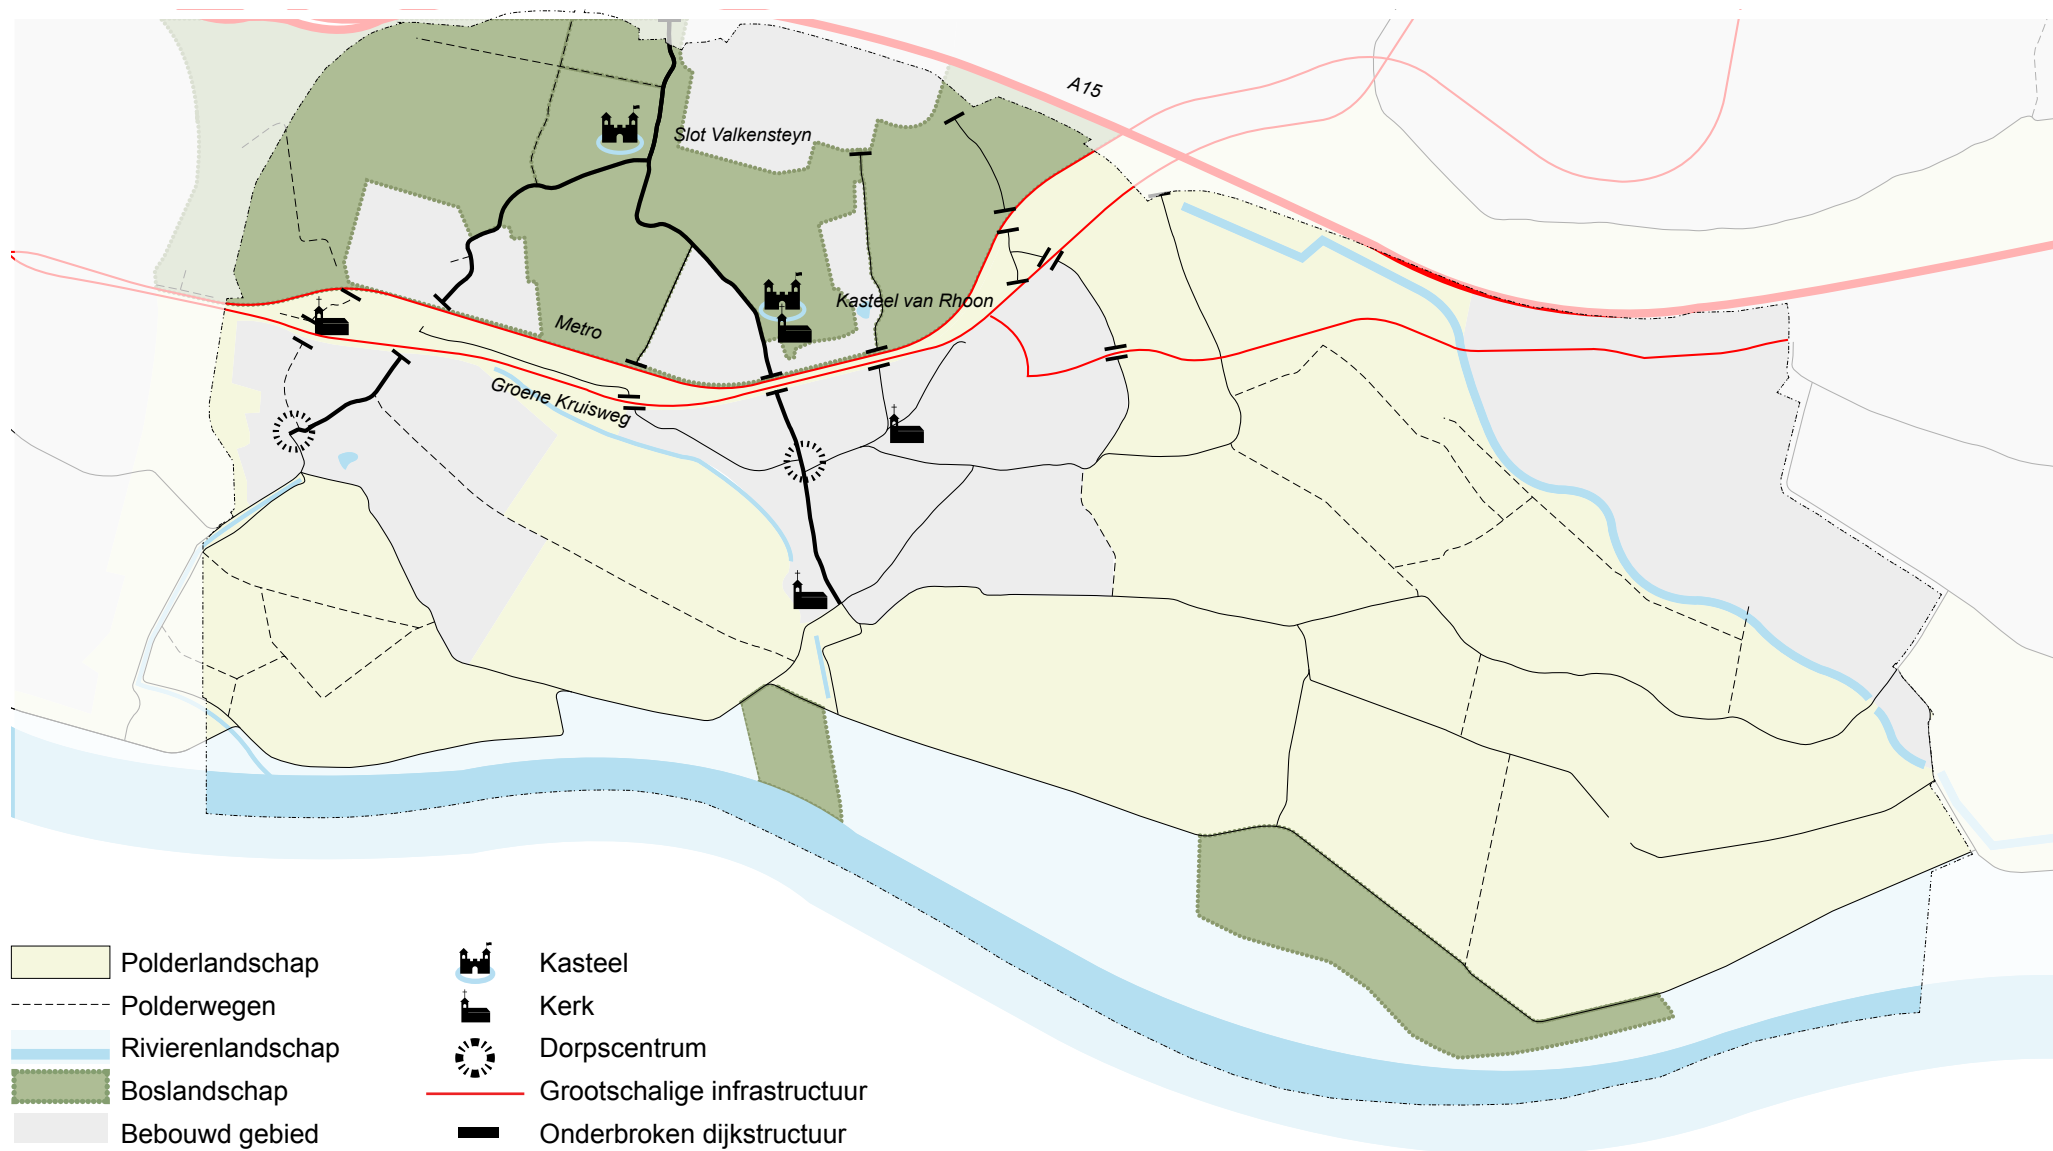 A15
Slot Valkensteyn
Kasteel van Rhoon
Metro
Groene Kruisweg
Polderlandschap
Polderwegen
Rivierenlandschap
Boslandschap
Bebouwd gebied
Kasteel
Kerk
Dorpscentrum
Grootschalige infrastructuur
Onderbroken dijkstructuur